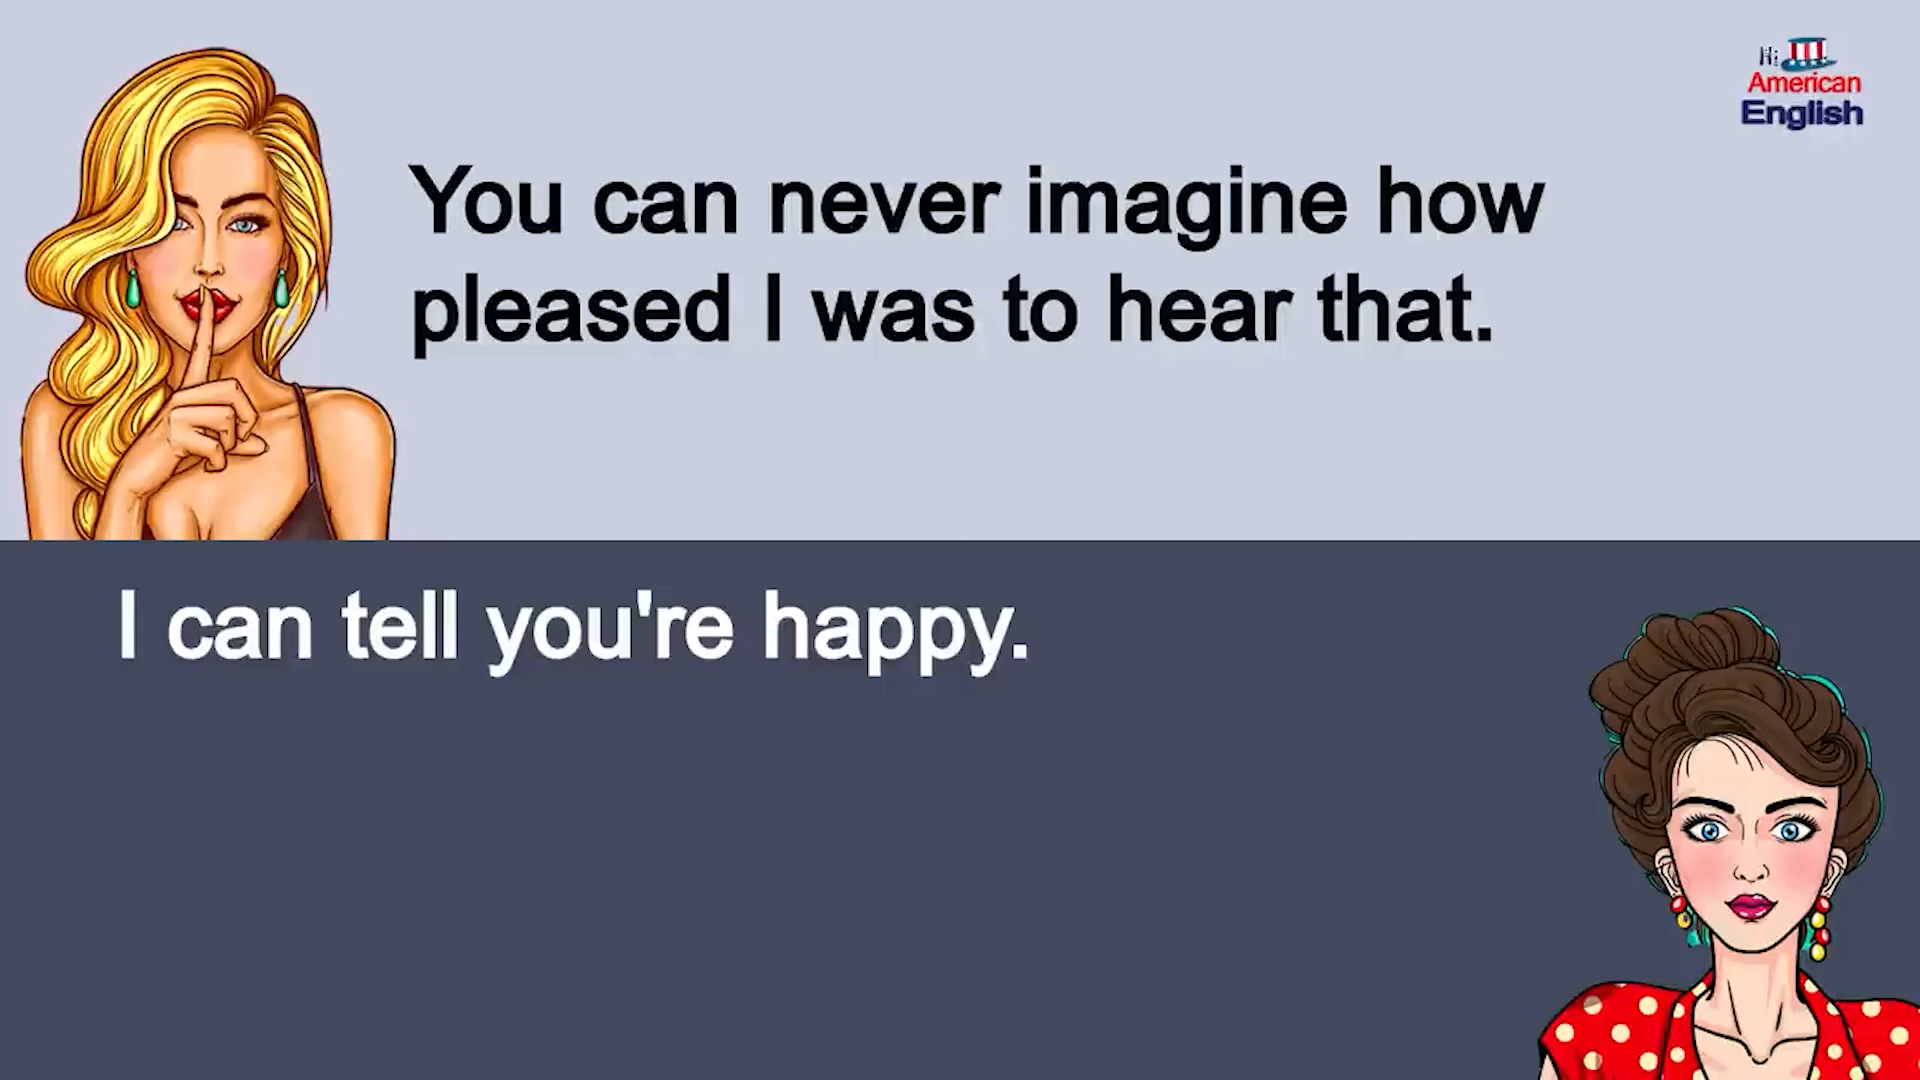 Hi
American
English
You can never imagine how
pleased I was to hear that.
I can tell you're happy.